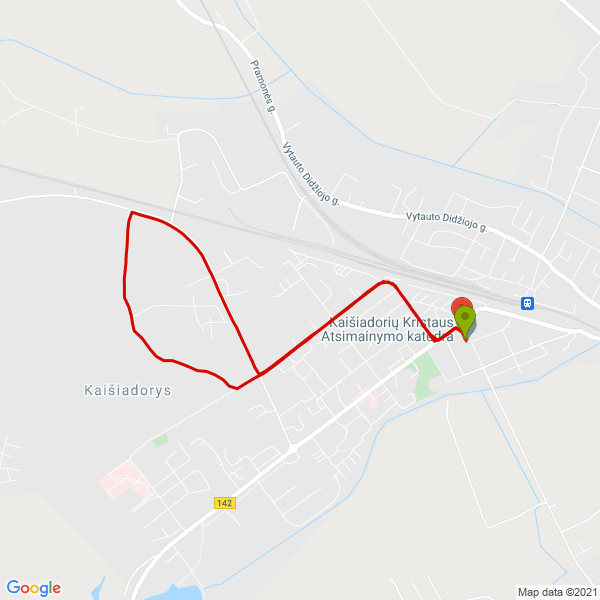 Pramonės g.
Vytauto Didžiojo g.
Vytauto Didžiojo g.
Kaišiadorių Kristaus
Atsimainymo katedra
Kaišiadorys
142
Google
Map data ©2021